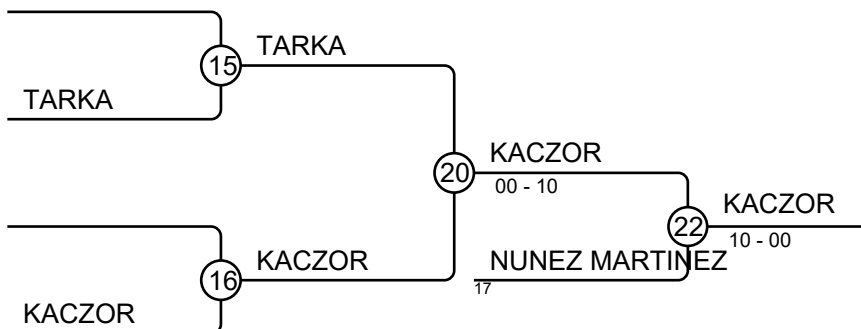 TARKA
15
TARKA
KACZOR
20
00 - 10
KACZOR
22
10 - 00
KACZOR
16
NUNEZ MARTINEZ
17
KACZOR